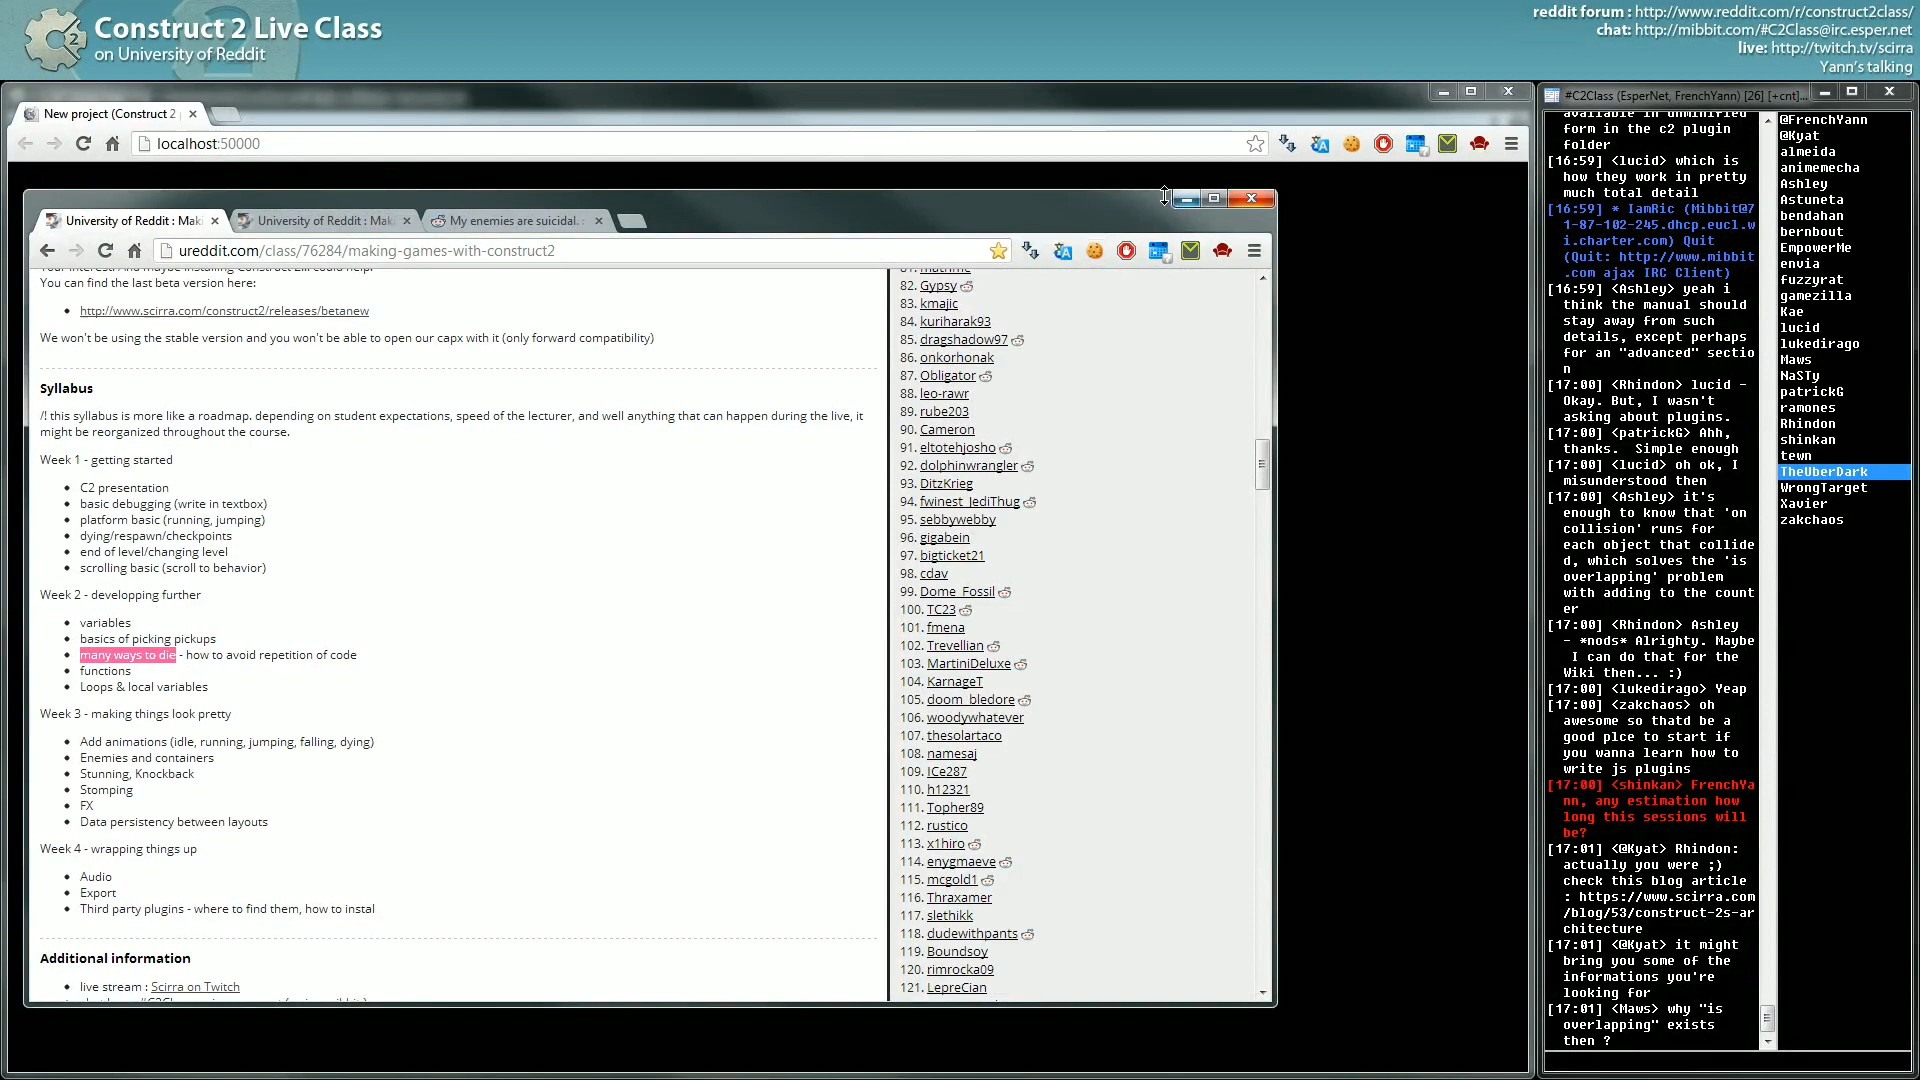 Construct 2 Live Class
on University of Reddit
reddit forum : http://www.reddit.com/r/construct2class/
chat: http://mibbit.com/#C2Class@irc.esper.net
live: http://twitch.tv/scirra
Yann's talking
New project (Construct 2
localhost:50000
University of Reddit : Maki
University of Reddit : Maki
My enemies are suicidal.
ureddit.com/class/76284/making-games-with-construct2
You can find the last beta version here:
http://www.scirra.com/construct2/releases/betanew
We won't be using the stable version and you won't be able to open our capx with it (only forward compatibility)
Syllabus
/! this syllabus is more like a roadmap. depending on student expectations, speed of the lecturer, and well anything that can happen during the live, it
might be reorganized throughout the course.
Week 1 - getting started
C2 presentation
basic debugging (write in textbox)
platform basic (running, jumping)
dying/respawn/checkpoints
end of level/changing level
scrolling basic (scroll to behavior)
Week 2 - developping further
variables
basics of picking pickups
many ways to die - how to avoid repetition of code
functions
Loops & local variables
Week 3 - making things look pretty
Add animations (idle, running, jumping, falling, dying)
Enemies and containers
Stunning, Knockback
Stomping
FX
Data persistency between layouts
Week 4 - wrapping things up
Audio
Export
Third party plugins - where to find them, how to instal
Additional information
live stream : Scirra on Twitch
82. Gypsy
83. kmajic
84. kuriharak93
85. dragshadow97
86. onkorhonak
87. Obligator
88. leo-rawr
89. rube203
90. Cameron
91. eltotehjosho
92. dolphinwrangler
93. DitzKrieg
94. fwinest_JediThug
95. sebbywebby
96. gigabein
97. bigticket21
98. cdav
99. Dome_Fossil
100. TC23
101. fmena
102. Trevellian
103. MartiniDeluxe
104. KarnageT
105. doom_bledore
106. woodywhatever
107. thesolartaco
108. namesaj
109. ICe287
110. h12321
111. Topher89
112. rustico
113. x1hiro
114. enygmaeve
115. mcgold1
116. Thraxamer
117. slethikk
118. dudewithpants
119. Boundsoy
120. rimrocka09
121. LepreCian
#C2Class (EsperNet, FrenchYann) [26] [+cnt]...
available in unminified
form in the c2 plugin
folder
[16:59] <lucid> which is
how they work in pretty
much total detail
[16:59] * IamRic (Mibbit@7
1-87-102-245.dhcp.eucl.w
i.charter.com) Quit
(Quit: http://www.mibbit
.com ajax IRC Client)
[16:59] <Ashley> yeah i
think the manual should
stay away from such
details, except perhaps
for an "advanced" sectio
n
[17:00] <Rhindon> lucid -
Okay. But, I wasn't
asking about plugins.
[17:00] <patrickG> Ahh,
thanks.  Simple enough
[17:00] <lucid> oh ok, I
misunderstood then
[17:00] <Ashley> it's
enough to know that 'on
collision' runs for
each object that collide
d, which solves the 'is
overlapping' problem
with adding to the count
er
[17:00] <Rhindon> Ashley
- *nods* Alrighty. Maybe
I can do that for the
Wiki then... :)
[17:00] <lukedirago> Yeap
[17:00] <zakchaos> oh
awesome so thatd be a
good plce to start if
you wanna learn how to
write js plugins
[17:00] <shinkan> FrenchYa
nn, any estimation how
long this sessions will
be?
[17:01] <@Kyat> Rhindon:
actually you were ;)
check this blog article
: https://www.scirra.com
/blog/53/construct-2s-ar
chitecture
[17:01] <@Kyat> it might
bring you some of the
informations you're
looking for
[17:01] <Maws> why "is
overlapping" exists
then ?
@FrenchYann
@Kyat
almeida
animemecha
Ashley
Astuneta
bendahan
bernbout
EmpowerMe
envia
fuzzyrat
gamezilla
Kae
lucid
lukedirago
Maws
NaSTy
patrickG
ramones
Rhindon
shinkan
tewn
TheUberDark
WrongTarget
Xavier
zakchaos